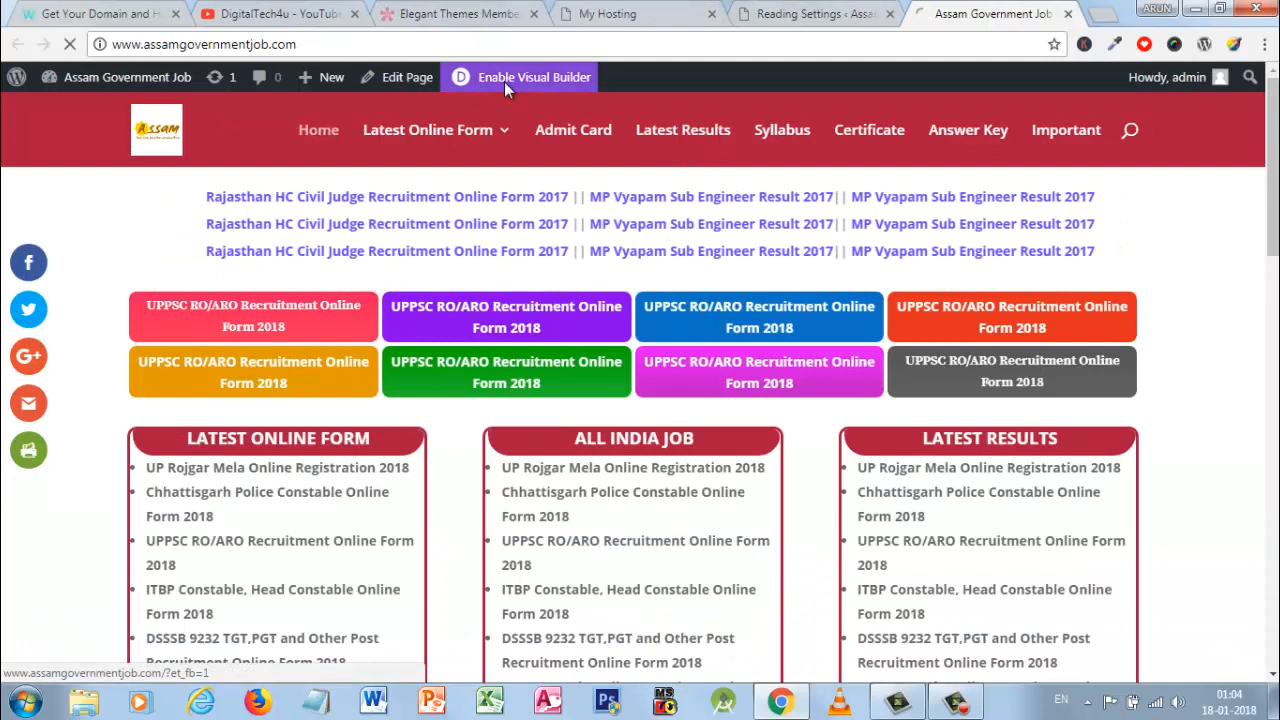 Get Your Domain and H
DigitalTech4u - YouTube
Elegant Themes Membe
My Hosting
Reading Settings ‹ Assam
Assam Government Job
ARUN
www.assamgovernmentjob.com
Assam Government Job
1
0
New
Edit Page
Enable Visual Builder
Howdy, admin
Assam
Home
Latest Online Form
Admit Card
Latest Results
Syllabus
Certificate
Answer Key
Important
Rajasthan HC Civil Judge Recruitment Online Form 2017 || MP Vyapam Sub Engineer Result 2017|| MP Vyapam Sub Engineer Result 2017
Rajasthan HC Civil Judge Recruitment Online Form 2017 || MP Vyapam Sub Engineer Result 2017|| MP Vyapam Sub Engineer Result 2017
Rajasthan HC Civil Judge Recruitment Online Form 2017 || MP Vyapam Sub Engineer Result 2017|| MP Vyapam Sub Engineer Result 2017
UPPSC RO/ARO Recruitment Online
Form 2018
UPPSC RO/ARO Recruitment Online
Form 2018
UPPSC RO/ARO Recruitment Online
Form 2018
UPPSC RO/ARO Recruitment Online
Form 2018
UPPSC RO/ARO Recruitment Online
Form 2018
UPPSC RO/ARO Recruitment Online
Form 2018
UPPSC RO/ARO Recruitment Online
Form 2018
UPPSC RO/ARO Recruitment Online
Form 2018
LATEST ONLINE FORM
UP Rojgar Mela Online Registration 2018
Chhattisgarh Police Constable Online
Form 2018
UPPSC RO/ARO Recruitment Online Form
2018
ITBP Constable, Head Constable Online
Form 2018
DSSSB 9232 TGT,PGT and Other Post
Recruitment Online Form 2018
ALL INDIA JOB
UP Rojgar Mela Online Registration 2018
Chhattisgarh Police Constable Online
Form 2018
UPPSC RO/ARO Recruitment Online Form
2018
ITBP Constable, Head Constable Online
Form 2018
DSSSB 9232 TGT,PGT and Other Post
Recruitment Online Form 2018
LATEST RESULTS
UP Rojgar Mela Online Registration 2018
Chhattisgarh Police Constable Online
Form 2018
UPPSC RO/ARO Recruitment Online Form
2018
ITBP Constable, Head Constable Online
Form 2018
DSSSB 9232 TGT,PGT and Other Post
Recruitment Online Form 2018
www.assamgovernmentjob.com/?et_fb=1
EN
01:04
18-01-2018